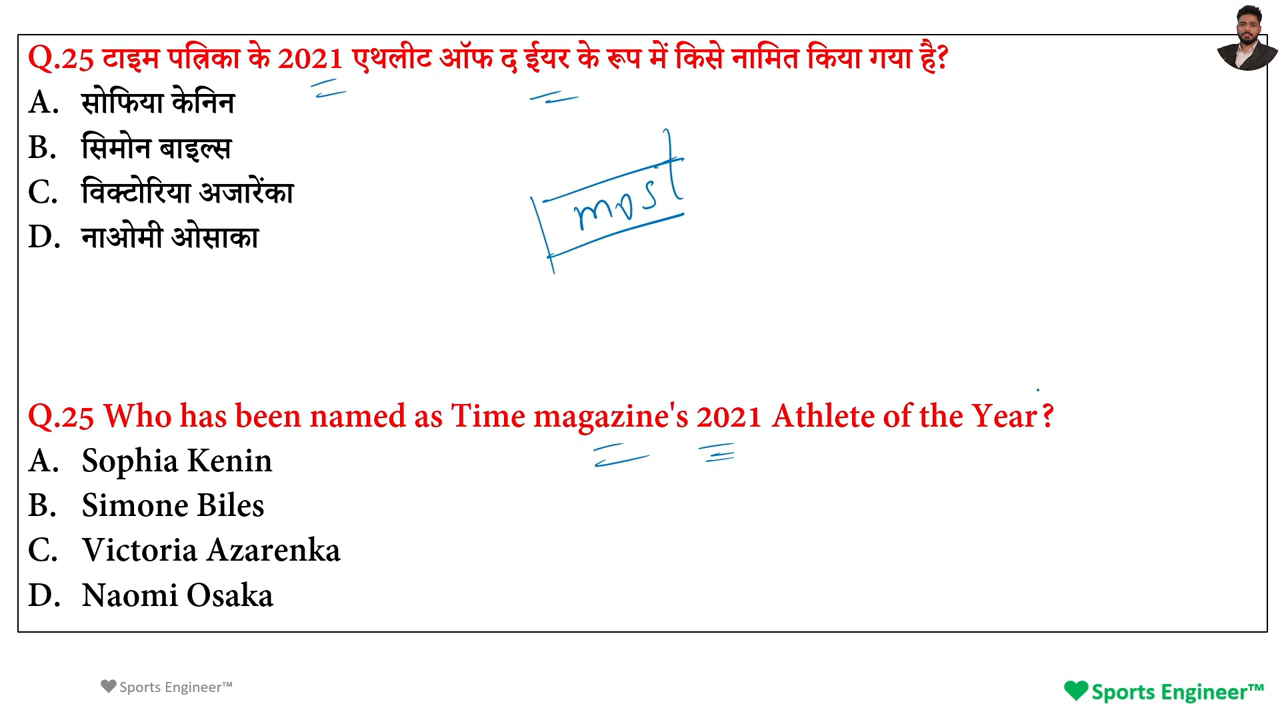 Q.25 टाइम पत्रिका के 2021 एथलीट ऑफ द ईयर के रूप में किसे नामित किया गया है?
A. सोफिया केनिन
B. सिमोन बाइल्स
C. विक्टोरिया अजारेंका
D. नाओमी ओसाका
most
Q.25 Who has been named as Time magazine's 2021 Athlete of the Year?
A. Sophia Kenin
B. Simone Biles
C. Victoria Azarenka
D. Naomi Osaka
Sports Engineer™
Sports Engineer™